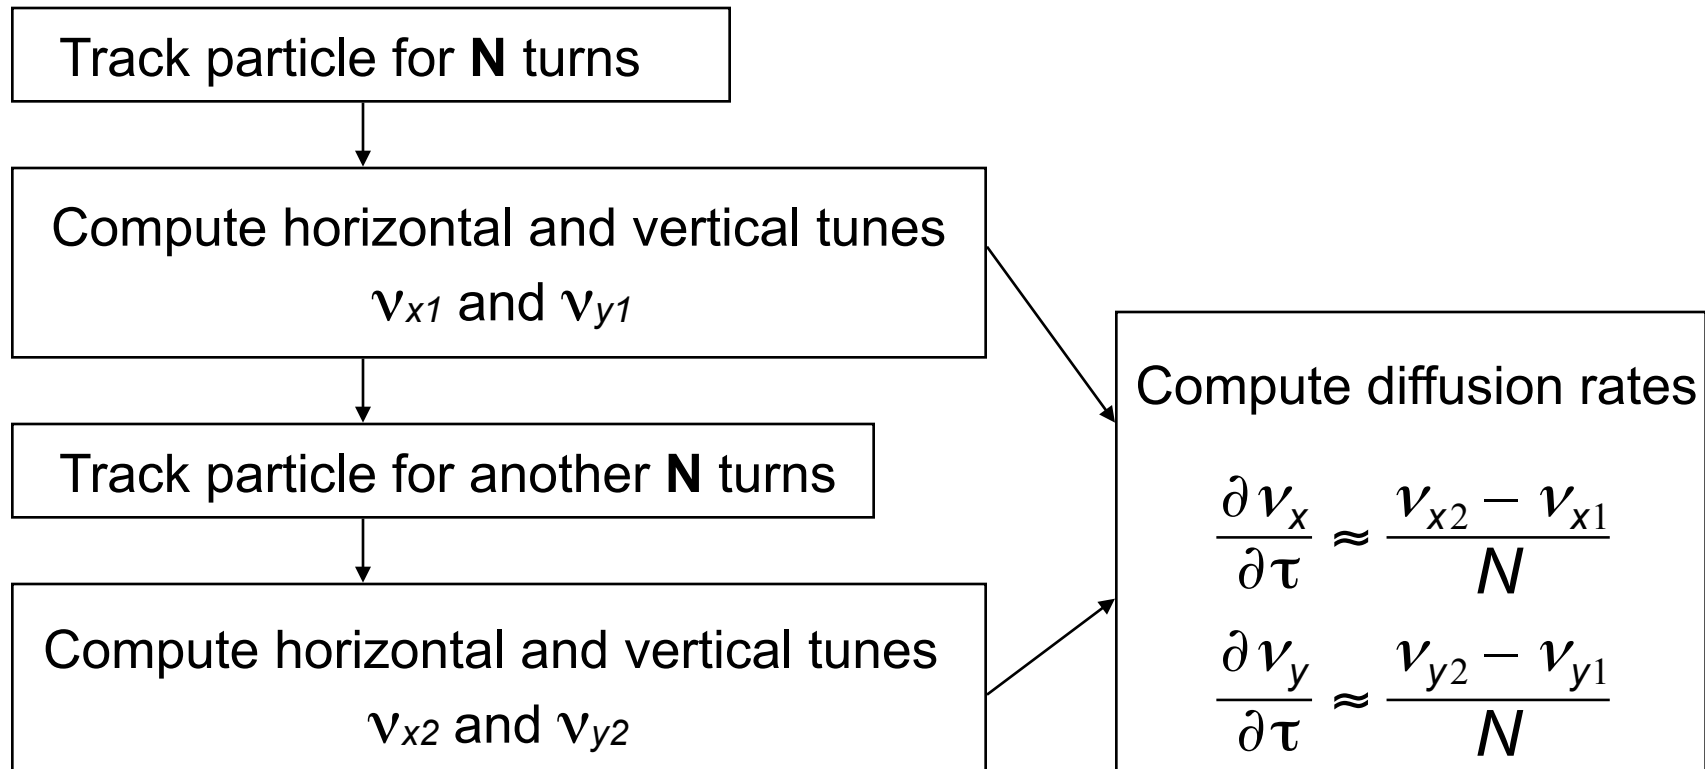 Track particle for N turns
Compute horizontal and vertical tunes
νx1 and νy1
Track particle for another N turns
Compute horizontal and vertical tunes
νx2 and νy2
Compute diffusion rates
∂νx/∂τ ≈ (νx2 − νx1)/N
∂νy/∂τ ≈ (νy2 − νy1)/N